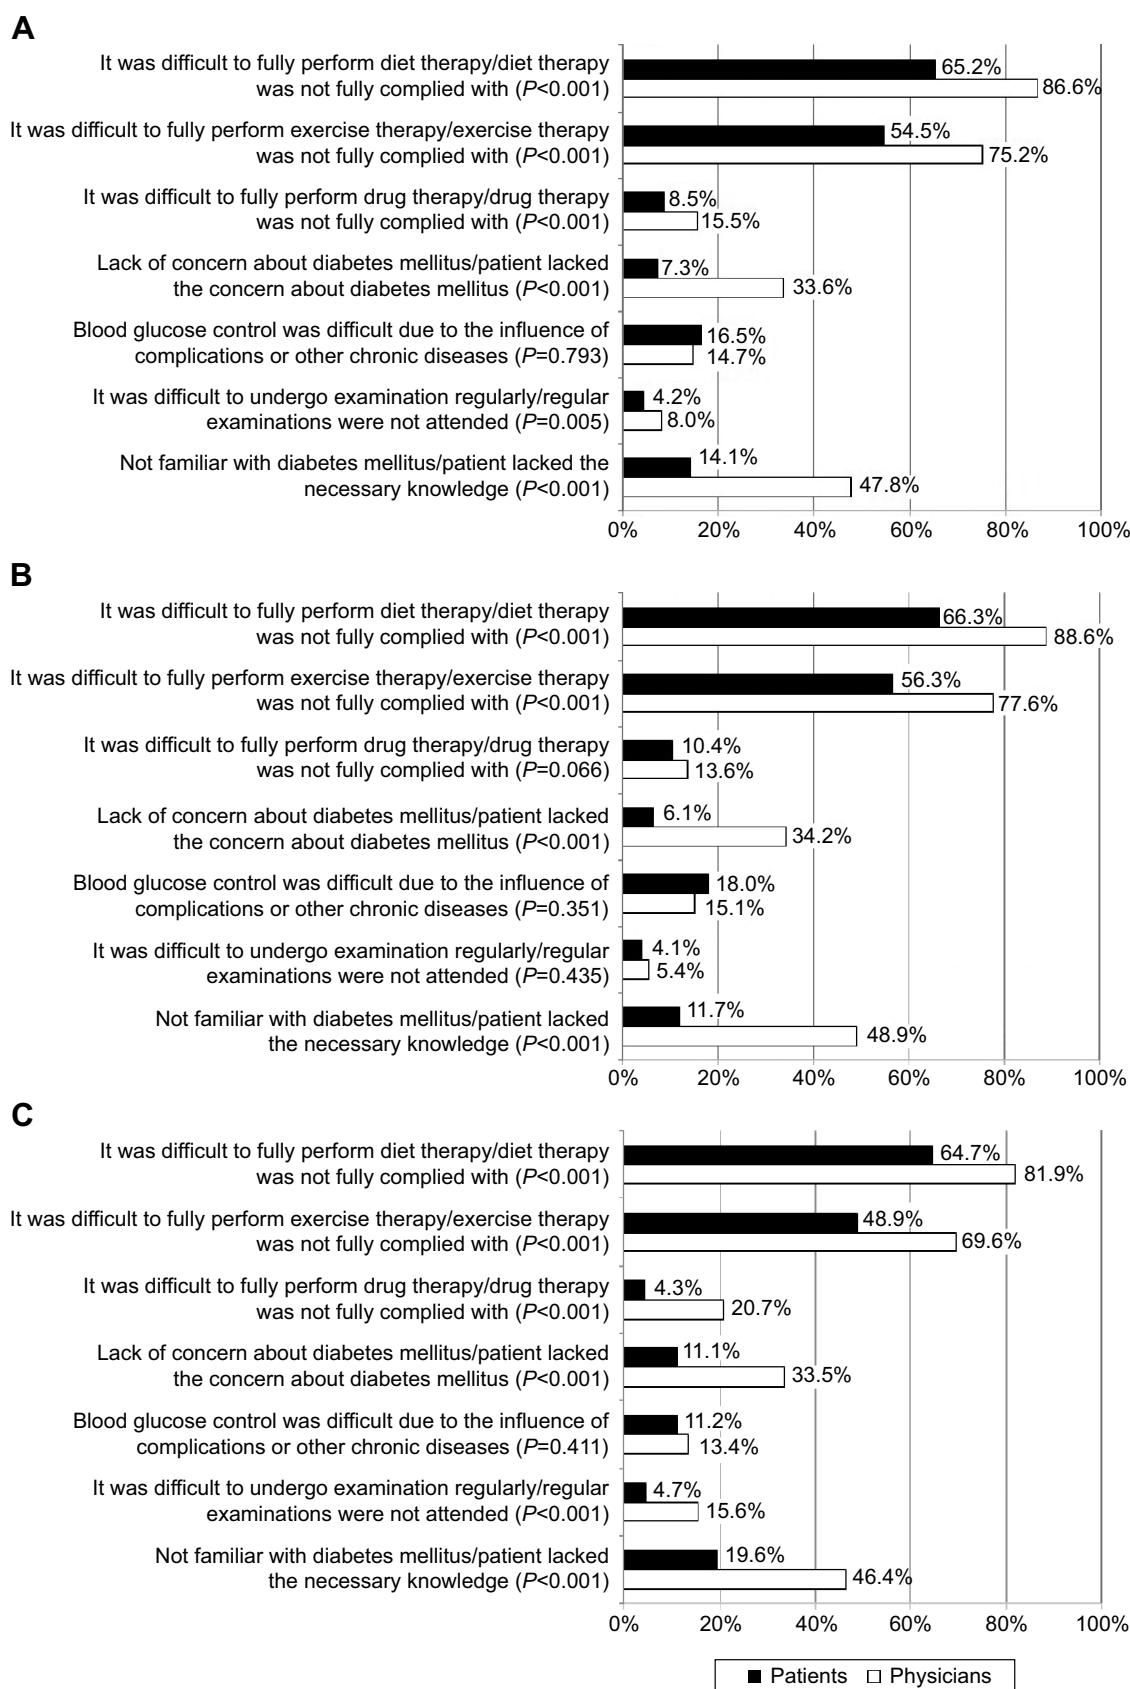 A
It was difficult to fully perform diet therapy/diet therapy
was not fully complied with (P<0.001)
65.2%
86.6%
It was difficult to fully perform exercise therapy/exercise therapy
was not fully complied with (P<0.001)
54.5%
75.2%
It was difficult to fully perform drug therapy/drug therapy
was not fully complied with (P<0.001)
8.5%
15.5%
Lack of concern about diabetes mellitus/patient lacked
the concern about diabetes mellitus (P<0.001)
7.3%
33.6%
Blood glucose control was difficult due to the influence of
complications or other chronic diseases (P=0.793)
16.5%
14.7%
It was difficult to undergo examination regularly/regular
examinations were not attended (P=0.005)
4.2%
8.0%
Not familiar with diabetes mellitus/patient lacked the
necessary knowledge (P<0.001)
14.1%
47.8%
0% 20% 40% 60% 80% 100%
B
It was difficult to fully perform diet therapy/diet therapy
was not fully complied with (P<0.001)
66.3%
88.6%
It was difficult to fully perform exercise therapy/exercise therapy
was not fully complied with (P<0.001)
56.3%
77.6%
It was difficult to fully perform drug therapy/drug therapy
was not fully complied with (P=0.066)
10.4%
13.6%
Lack of concern about diabetes mellitus/patient lacked
the concern about diabetes mellitus (P<0.001)
6.1%
34.2%
Blood glucose control was difficult due to the influence of
complications or other chronic diseases (P=0.351)
18.0%
15.1%
It was difficult to undergo examination regularly/regular
examinations were not attended (P=0.435)
4.1%
5.4%
Not familiar with diabetes mellitus/patient lacked
the necessary knowledge (P<0.001)
11.7%
48.9%
0% 20% 40% 60% 80% 100%
C
It was difficult to fully perform diet therapy/diet therapy
was not fully complied with (P<0.001)
64.7%
81.9%
It was difficult to fully perform exercise therapy/exercise therapy
was not fully complied with (P<0.001)
48.9%
69.6%
It was difficult to fully perform drug therapy/drug therapy
was not fully complied with (P<0.001)
4.3%
20.7%
Lack of concern about diabetes mellitus/patient lacked
the concern about diabetes mellitus (P<0.001)
11.1%
33.5%
Blood glucose control was difficult due to the influence of
complications or other chronic diseases (P=0.411)
11.2%
13.4%
It was difficult to undergo examination regularly/regular
examinations were not attended (P<0.001)
4.7%
15.6%
Not familiar with diabetes mellitus/patient lacked
the necessary knowledge (P<0.001)
19.6%
46.4%
0% 20% 40% 60% 80% 100%
Patients Physicians